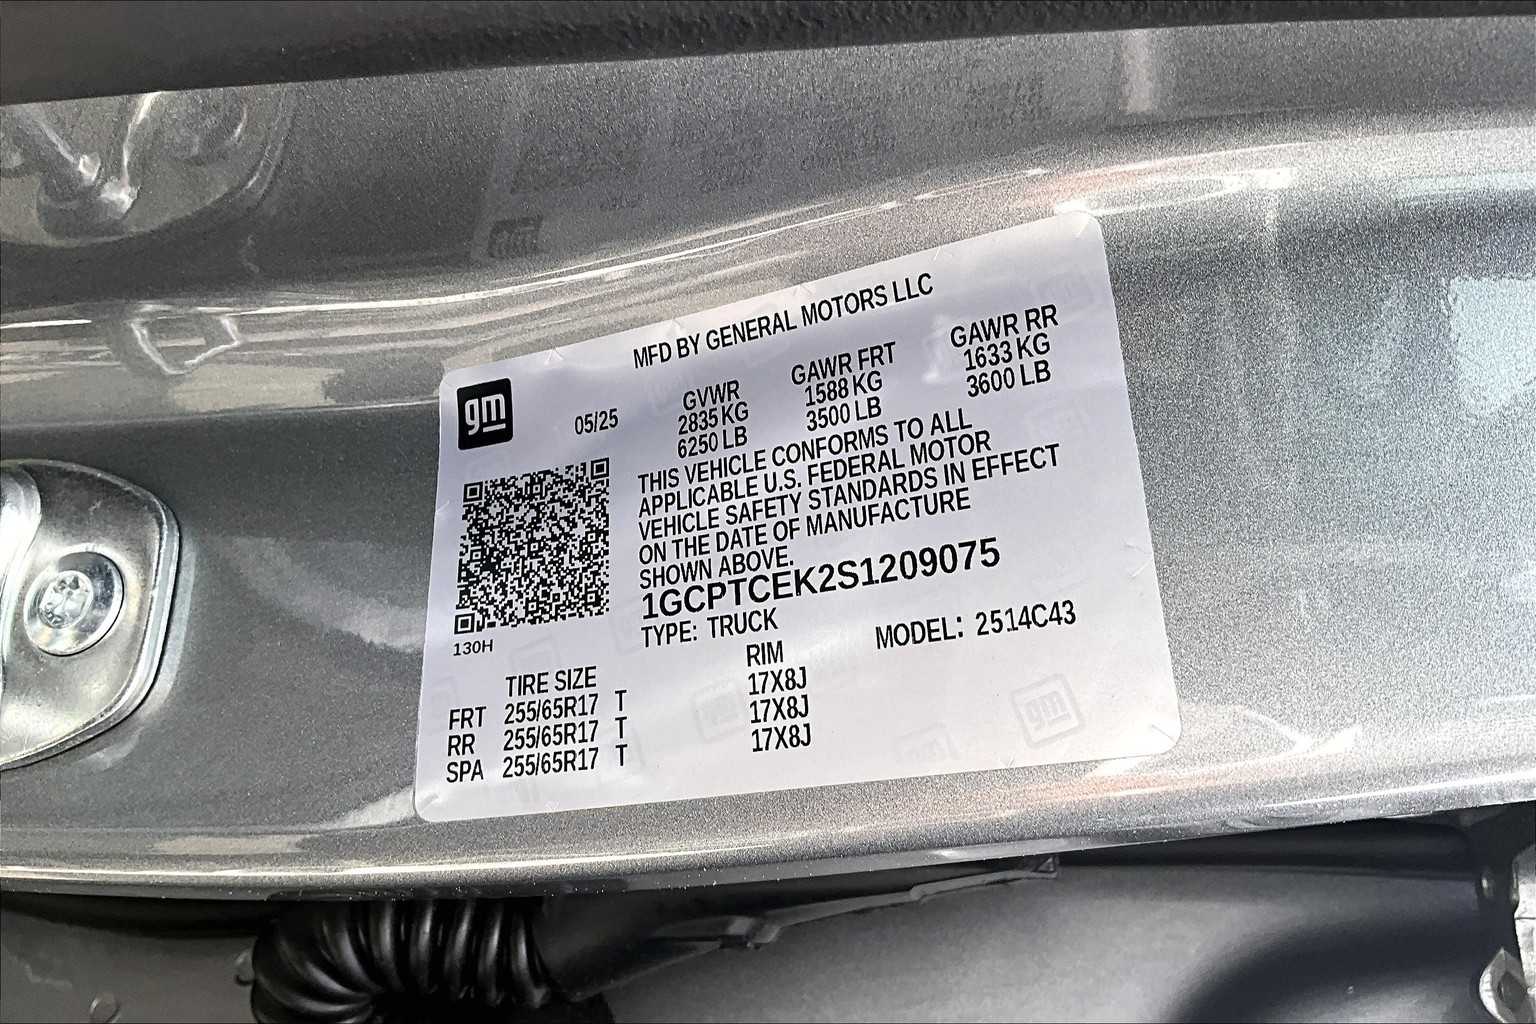 MFD BY GENERAL MOTORS LLC
gm
05/25
GVWR
2835 KG
6250 LB
GAWR FRT
1588 KG
3500 LB
GAWR RR
1633 KG
3600 LB
THIS VEHICLE CONFORMS TO ALL
APPLICABLE U.S. FEDERAL MOTOR
VEHICLE SAFETY STANDARDS IN EFFECT
ON THE DATE OF MANUFACTURE
SHOWN ABOVE.
1GCPTCEK2S1209075
TYPE: TRUCK
MODEL: 2514C43
130H
TIRE SIZE RIM
FRT 255/65R17 T 17X8J
RR 255/65R17 T 17X8J
SPA 255/65R17 T 17X8J
gm